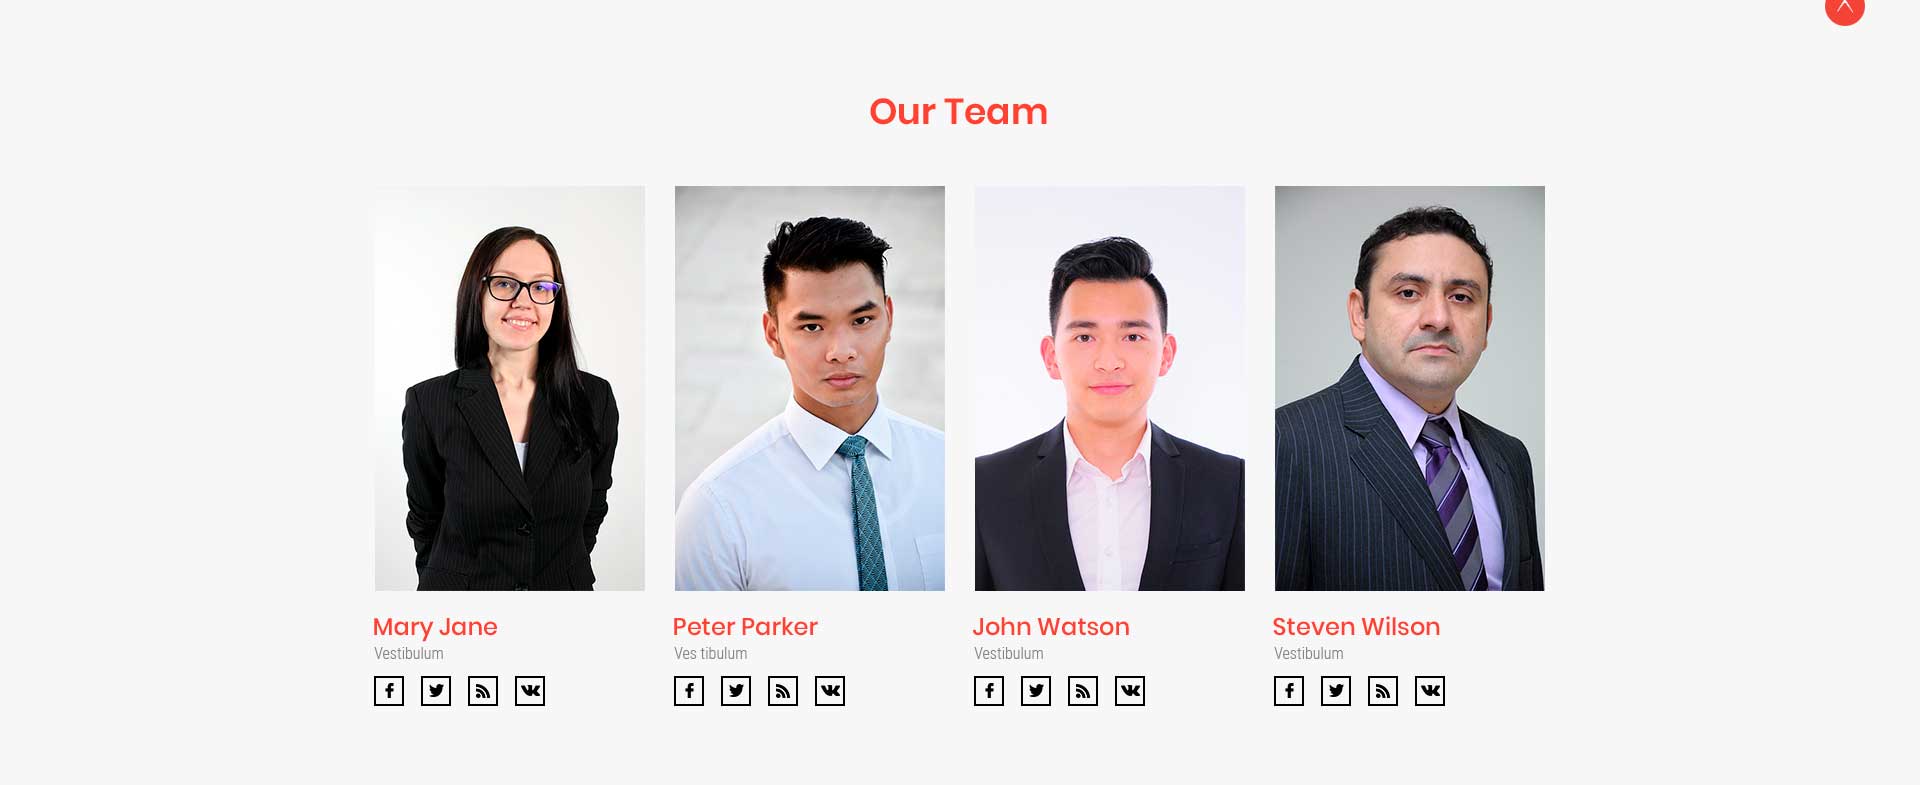 Our Team
Mary Jane
Vestibulum
Peter Parker
Ves tibulum
John Watson
Vestibulum
Steven Wilson
Vestibulum